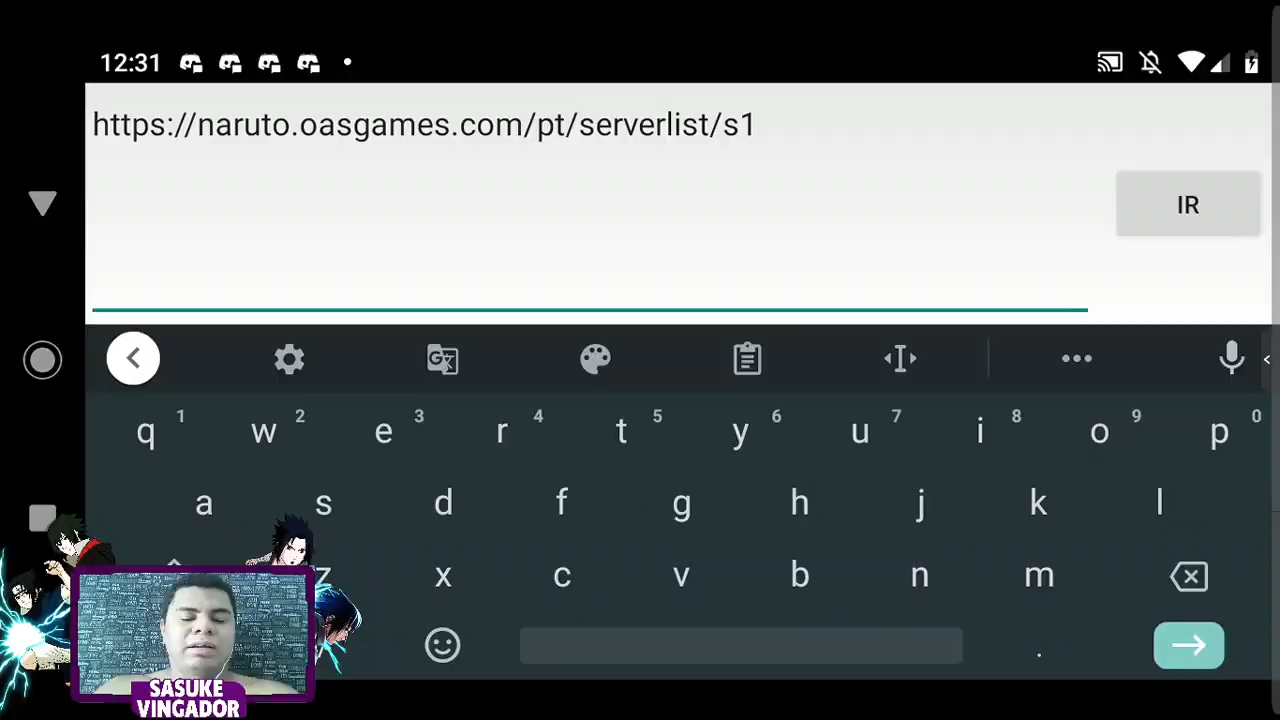 12:31
https://naruto.oasgames.com/pt/serverlist/s1
IR
q 1 w 2 e 3 r 4 t 5 y 6 u 7 i 8 o 9 p 0
a s d f g h j k l
z x c v b n m
.
SASUKE
VINGADOR